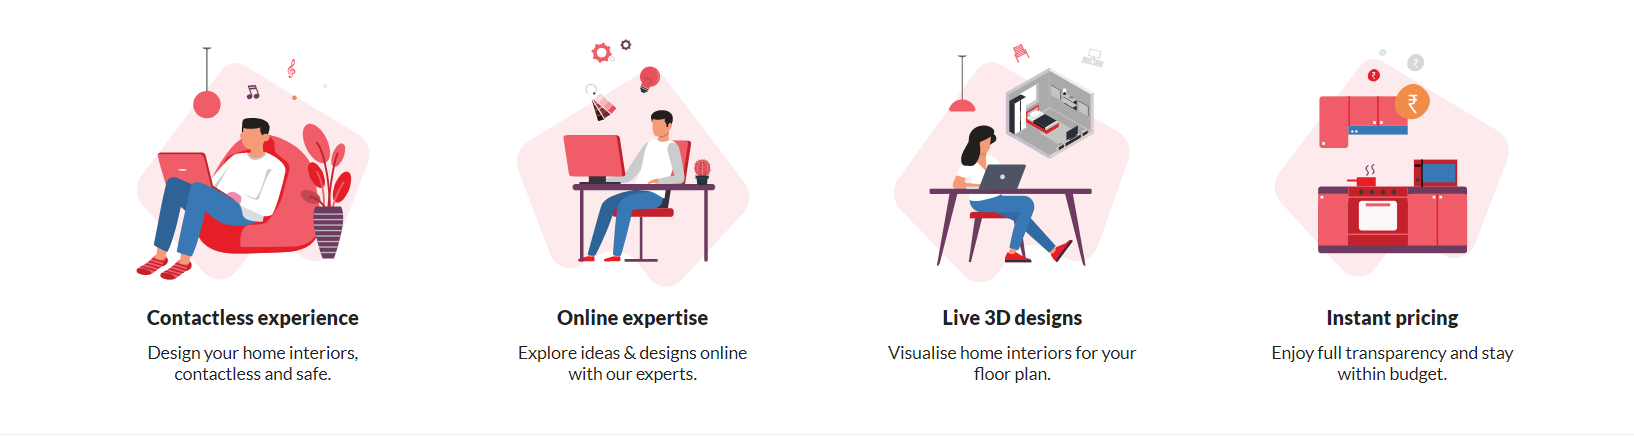 Contactless experience
Design your home interiors,
contactless and safe.
Online expertise
Explore ideas & designs online
with our experts.
Live 3D designs
Visualise home interiors for your
floor plan.
₹
₹
₹
Instant pricing
Enjoy full transparency and stay
within budget.